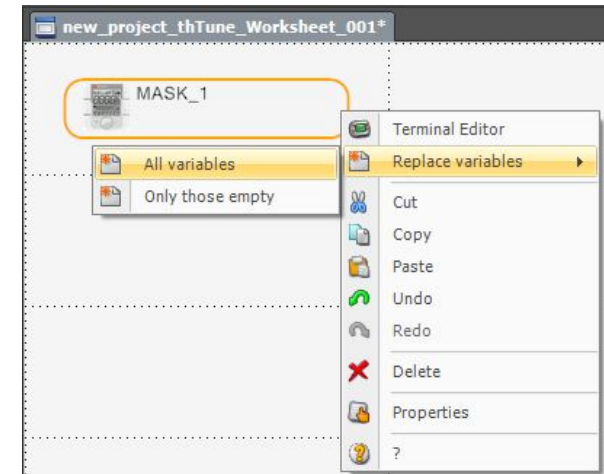 new_project_thTune_Worksheet_001*
MASK_1
Terminal Editor
Replace variables
All variables
Only those empty
Cut
Copy
Paste
Undo
Redo
Delete
Properties
?